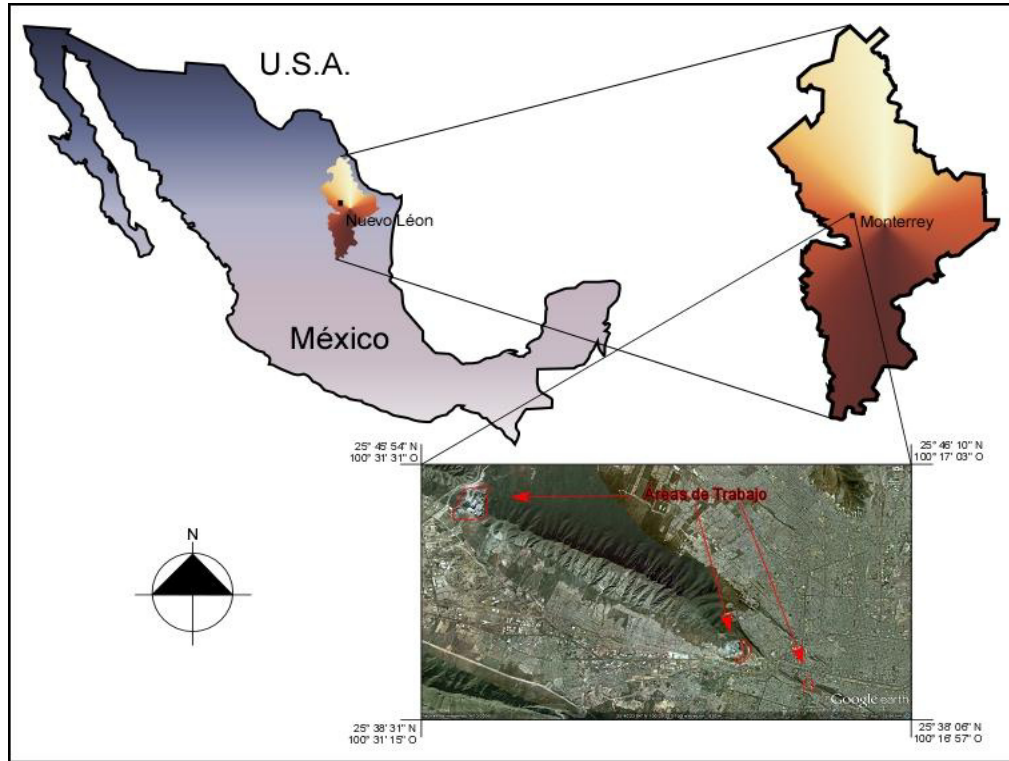 U.S.A.
Nuevo Léon
México
Monterrey
25° 45' 54" N
100° 31' 31" O
25° 46' 10" N
100° 17' 03" O
Areas de Trabajo
N
Google earth
25° 38' 31" N
100° 31' 15" O
25° 38' 06" N
100° 16' 57" O